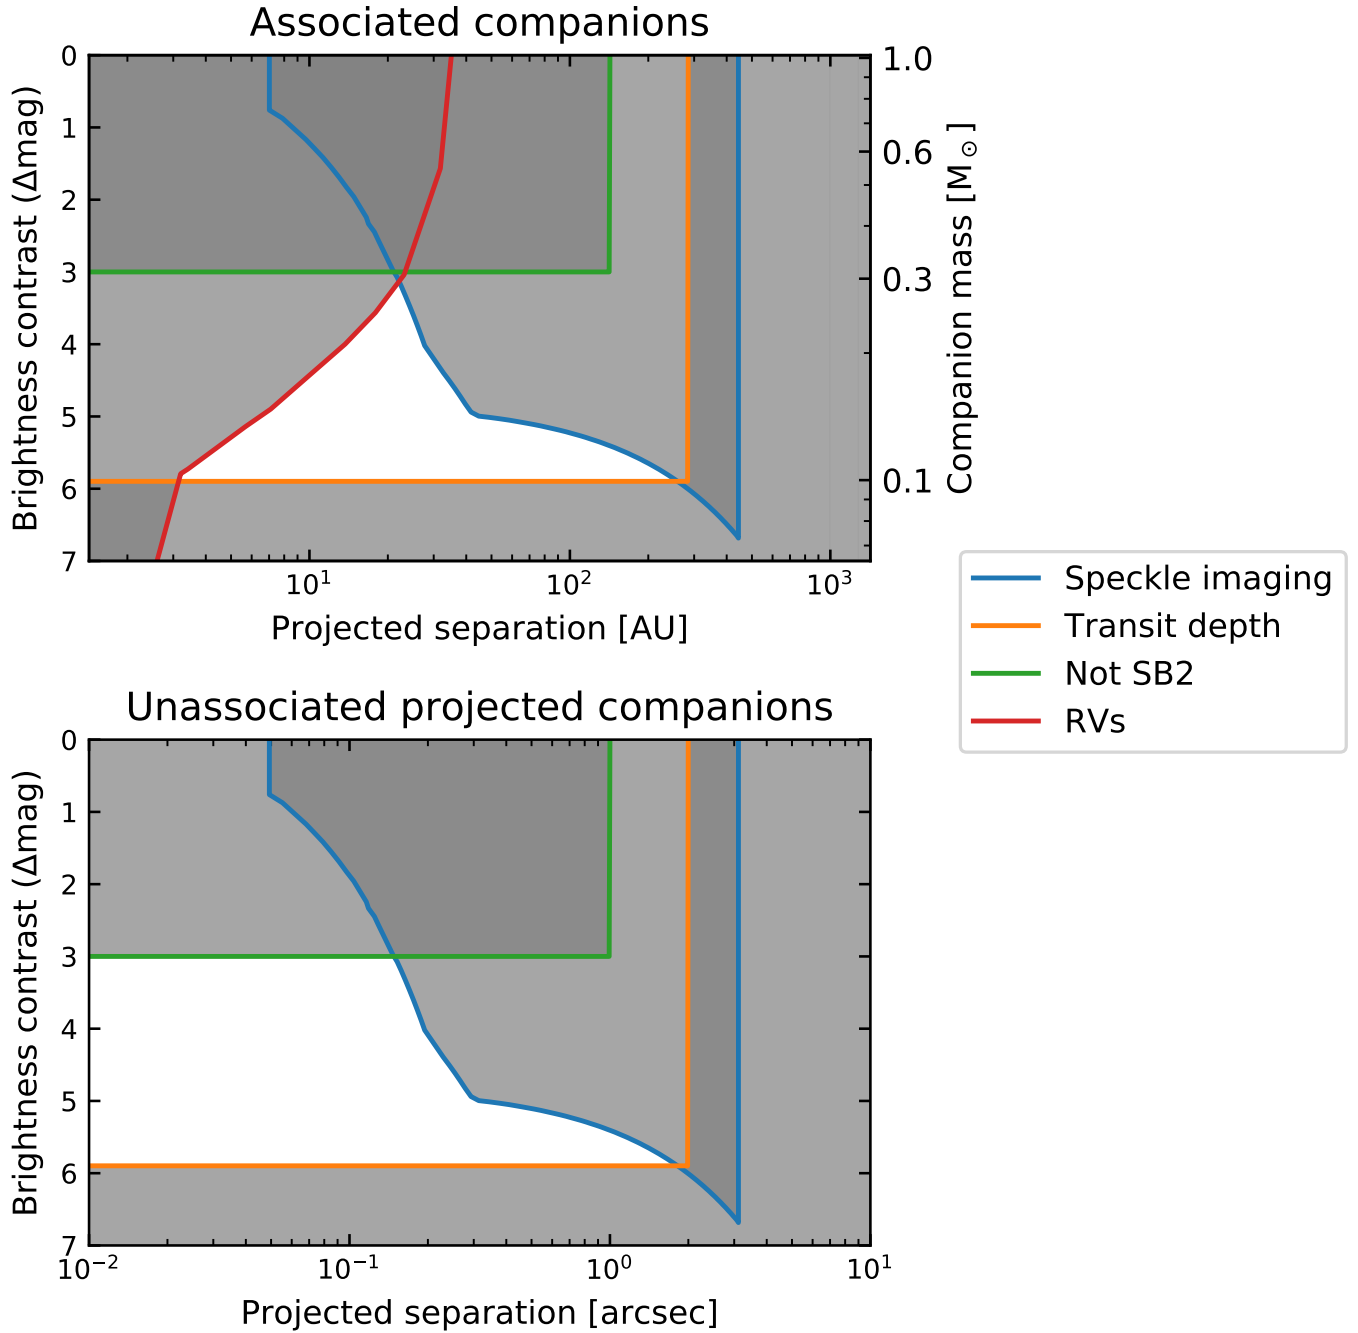 Associated companions
0
1
2
3
4
5
6
7
Brightness contrast (Δmag)
1.0
0.6
0.3
0.1
Companion mass [M⊙]
10¹ 10² 10³
Projected separation [AU]
Speckle imaging
Transit depth
Not SB2
RVs
Unassociated projected companions
0
1
2
3
4
5
6
7
Brightness contrast (Δmag)
10⁻² 10⁻¹ 10⁰ 10¹
Projected separation [arcsec]